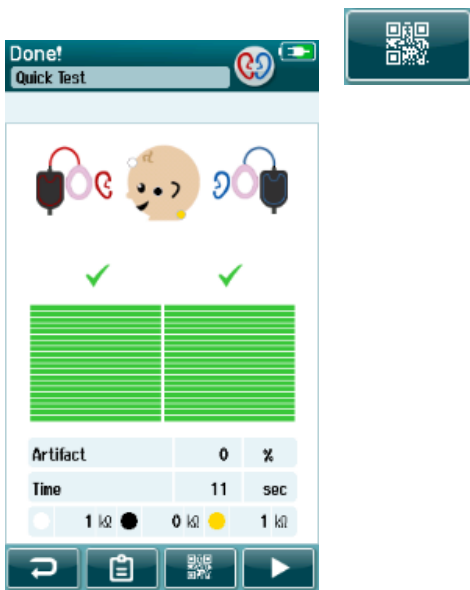 Done!
Quick Test
Artifact 0 %
Time 11 sec
1 kΩ 0 kΩ 1 kΩ